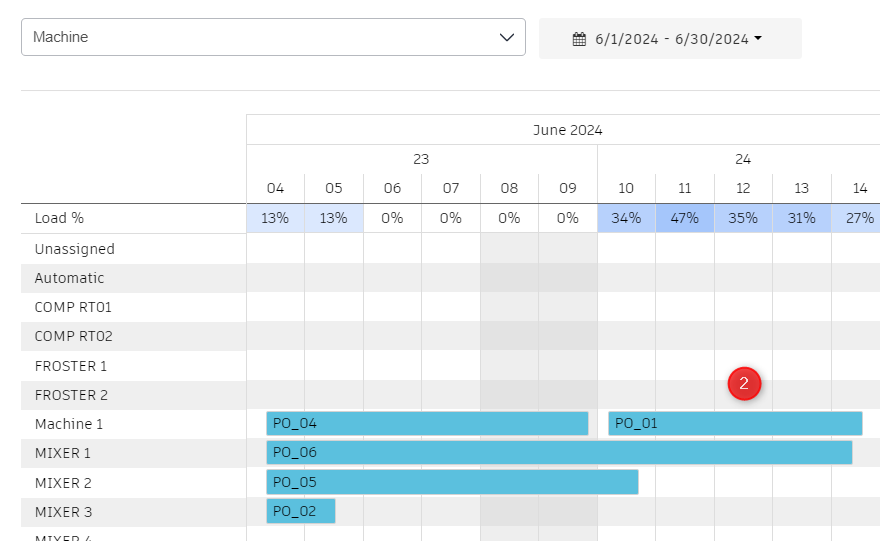 Machine
6/1/2024 - 6/30/2024
June 2024
23 24
04 05 06 07 08 09 10 11 12 13 14
Load % 13% 13% 0% 0% 0% 0% 34% 47% 35% 31% 27%
Unassigned
Automatic
COMP RT01
COMP RT02
FROSTER 1
FROSTER 2
2
Machine 1 PO_04 PO_01
MIXER 1 PO_06
MIXER 2 PO_05
MIXER 3 PO_02
MIXER 4